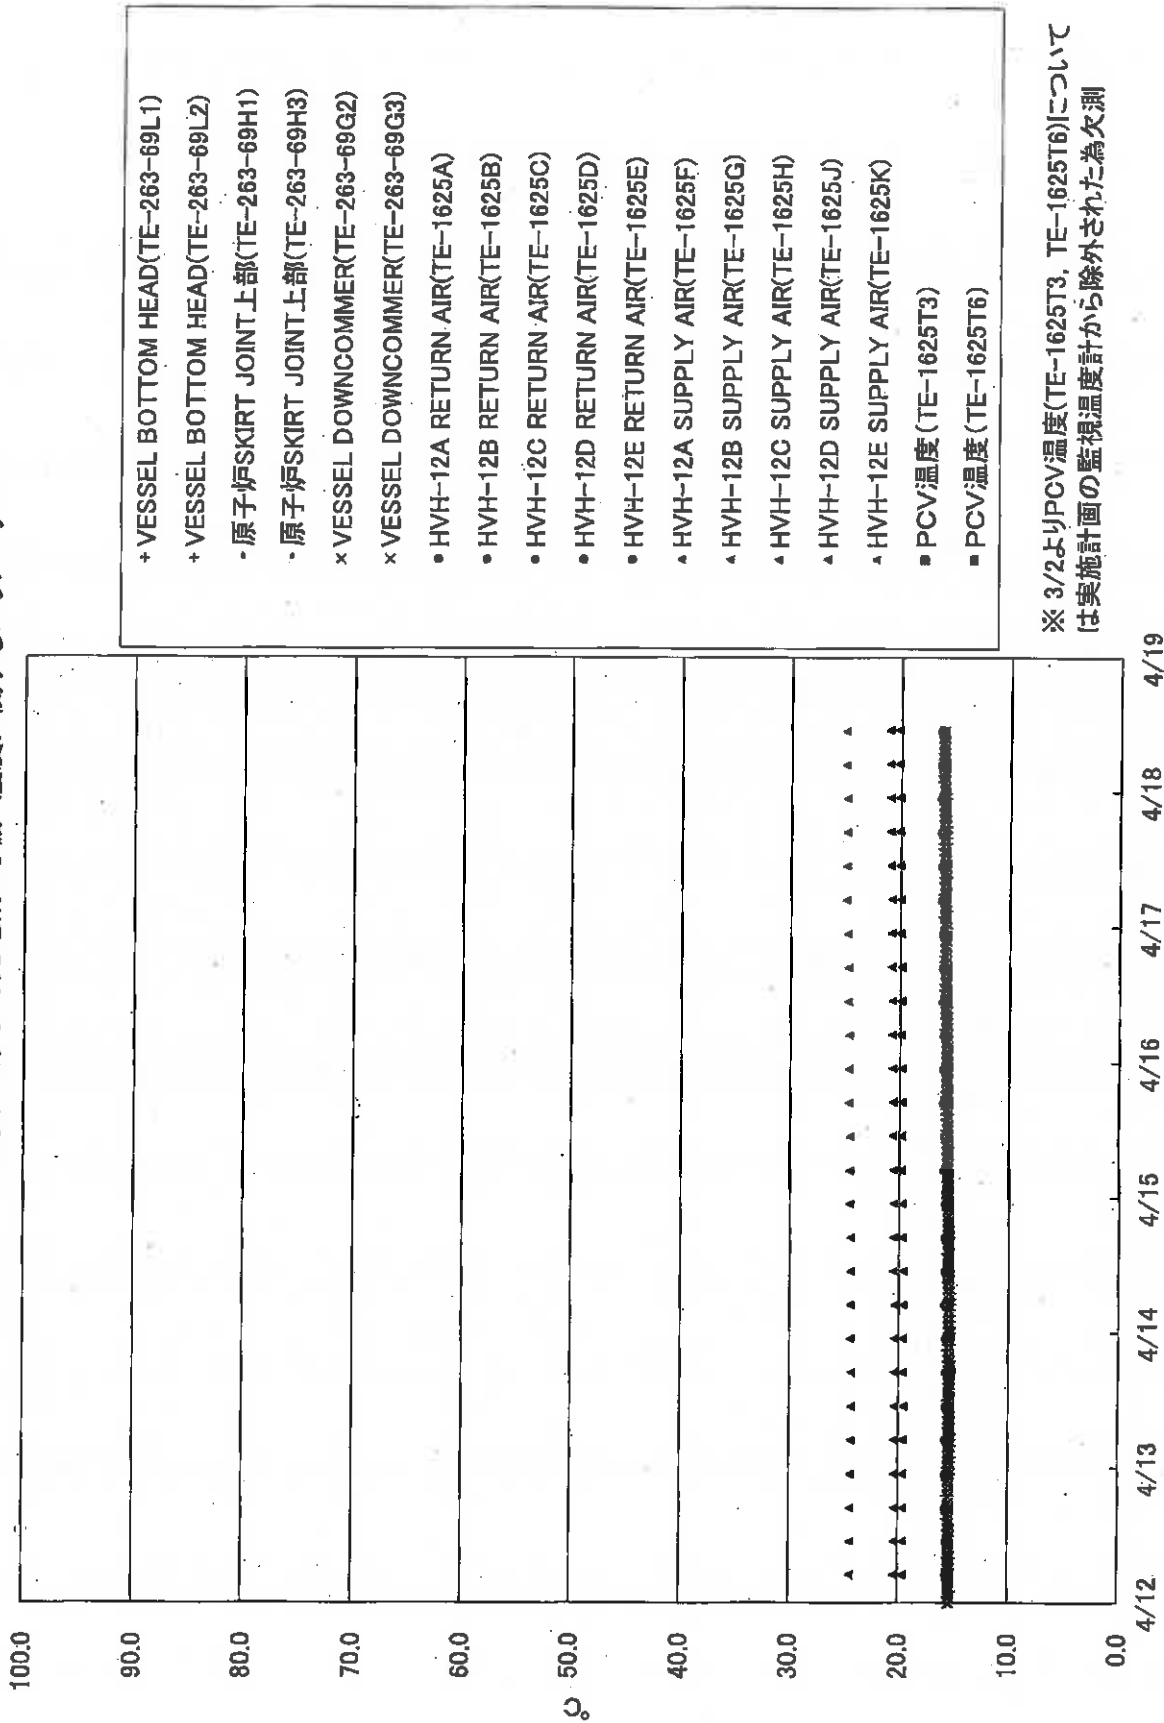 100.0
90.0
80.0
70.0
60.0
50.0
40.0
30.0
20.0
10.0
0.0
℃
4/12
4/13
4/14
4/15
4/16
4/17
4/18
4/19
+ VESSEL BOTTOM HEAD(TE-263-69L1)
+ VESSEL BOTTOM HEAD(TE-263-69L2)
- 原子炉SKIRT JOINT上部(TE-263-69H1)
- 原子炉SKIRT JOINT上部(TE-263-69H3)
× VESSEL DOWNCOMMER(TE-263-69G2)
× VESSEL DOWNCOMMER(TE-263-69G3)
● HVH-12A RETURN AIR(TE-1625A)
● HVH-12B RETURN AIR(TE-1625B)
● HVH-12C RETURN AIR(TE-1625C)
● HVH-12D RETURN AIR(TE-1625D)
● HVH-12E RETURN AIR(TE-1625E)
▲ HVH-12A SUPPLY AIR(TE-1625F)
▲ HVH-12B SUPPLY AIR(TE-1625G)
▲ HVH-12C SUPPLY AIR(TE-1625H)
▲ HVH-12D SUPPLY AIR(TE-1625J)
▲ HVH-12E SUPPLY AIR(TE-1625K)
■ PCV温度(TE-1625T3)
■ PCV温度(TE-1625T6)
※ 3/2よりPCV温度(TE-1625T3, TE-1625T6)について
は実施計画の監視温度計から除外された為欠測